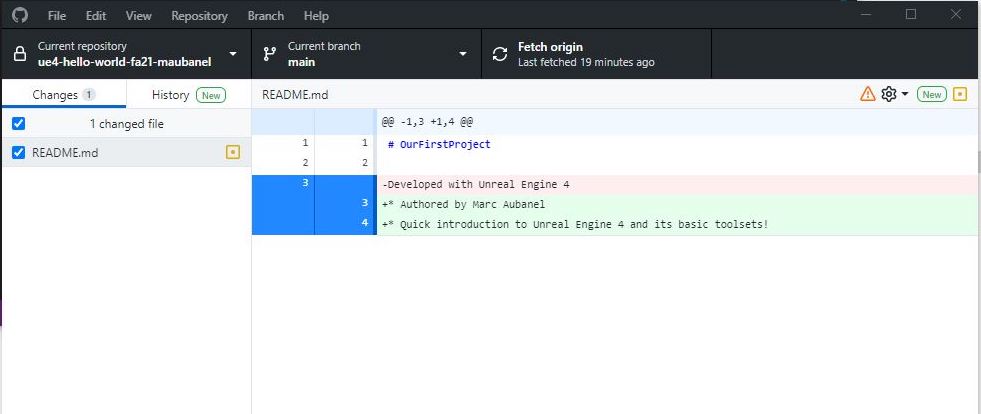 File Edit View Repository Branch Help
Current repository
ue4-hello-world-fa21-maubanel
Current branch
main
Fetch origin
Last fetched 19 minutes ago
Changes 1
History New
README.md
New
1 changed file
README.md
@@ -1,3 +1,4 @@
1 1 # OurFirstProject
2 2
3 -Developed with Unreal Engine 4
3 +* Authored by Marc Aubanel
4 +* Quick introduction to Unreal Engine 4 and its basic toolsets!